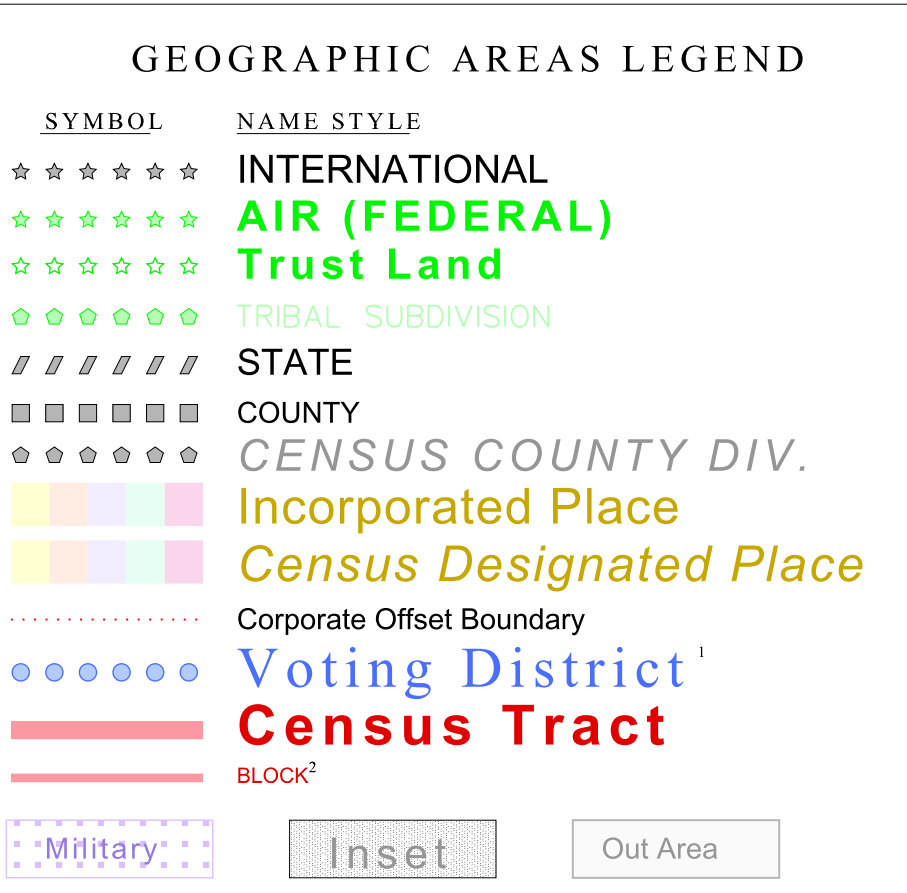 GEOGRAPHIC AREAS LEGEND
SYMBOL NAME STYLE
INTERNATIONAL
AIR (FEDERAL)
Trust Land
TRIBAL SUBDIVISION
STATE
COUNTY
CENSUS COUNTY DIV.
Incorporated Place
Census Designated Place
Corporate Offset Boundary
Voting District 1
Census Tract
BLOCK2
Military Inset Out Area